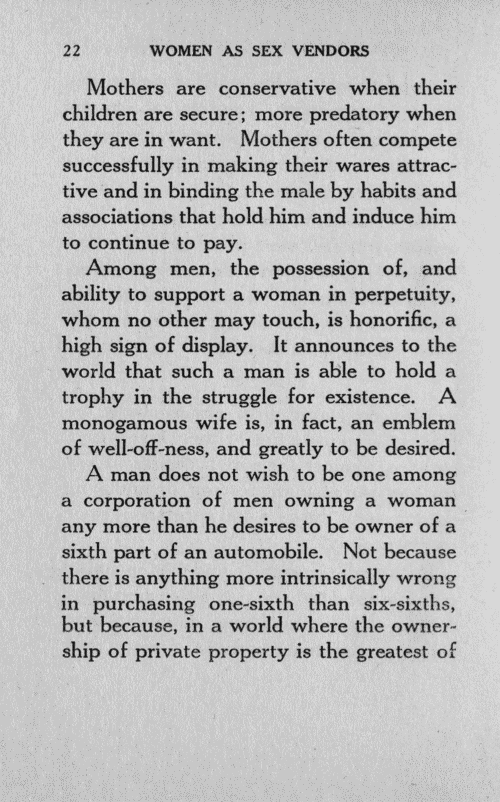 22 WOMEN AS SEX VENDORS
Mothers are conservative when their
children are secure; more predatory when
they are in want. Mothers often compete
successfully in making their wares attrac-
tive and in binding the male by habits and
associations that hold him and induce him
to continue to pay.
Among men, the possession of, and
ability to support a woman in perpetuity,
whom no other may touch, is honorific, a
high sign of display. It announces to the
world that such a man is able to hold a
trophy in the struggle for existence. A
monogamous wife is, in fact, an emblem
of well-off-ness, and greatly to be desired.
A man does not wish to be one among
a corporation of men owning a woman
any more than he desires to be owner of a
sixth part of an automobile. Not because
there is anything more intrinsically wrong
in purchasing one-sixth than six-sixths,
but because, in a world where the owner-
ship of private property is the greatest of